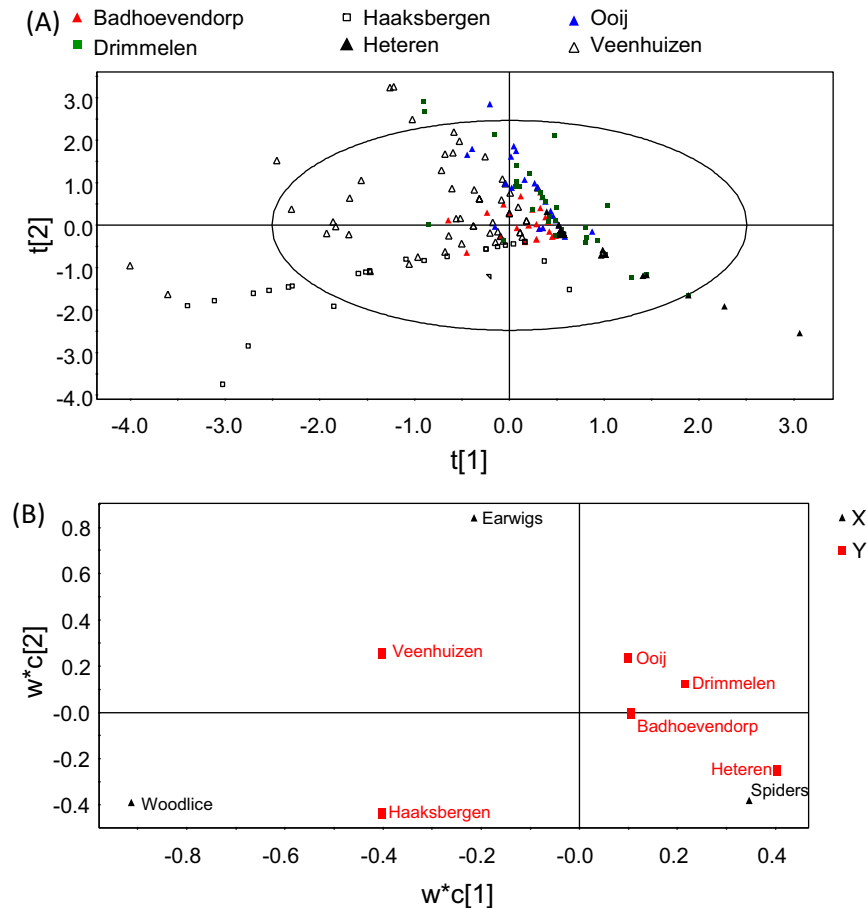 (A)
Badhoevendorp Haaksbergen Ooij
Drimmelen Heteren Veenhuizen
3.0
2.0
1.0
0.0
-1.0
-2.0
-3.0
-4.0
t[2]
-4.0 -3.0 -2.0 -1.0 0.0 1.0 2.0 3.0
t[1]
(B)
X
Y
0.8
0.6
0.4
0.2
-0.0
-0.2
-0.4
w*c[2]
Earwigs
Veenhuizen
Ooij
Drimmelen
Badhoevendorp
Heteren
Spiders
Woodlice
Haaksbergen
-0.8 -0.6 -0.4 -0.2 -0.0 0.2 0.4
w*c[1]